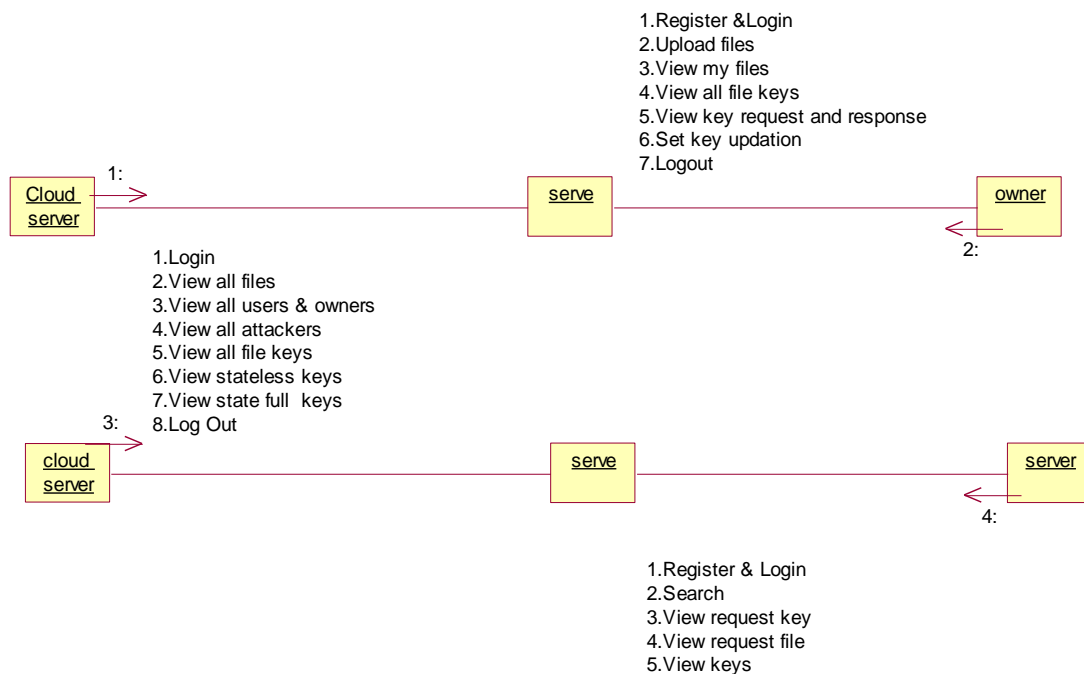 1.Register &Login
2.Upload files
3.View my files
4.View all file keys
5.View key request and response
6.Set key updation
7.Logout
1:
Cloud
server
serve
owner
2:
1.Login
2.View all files
3.View all users & owners
4.View all attackers
5.View all file keys
6.View stateless keys
7.View state full  keys
8.Log Out
3:
cloud
server
serve
server
4:
1.Register & Login
2.Search
3.View request key
4.View request file
5.View keys